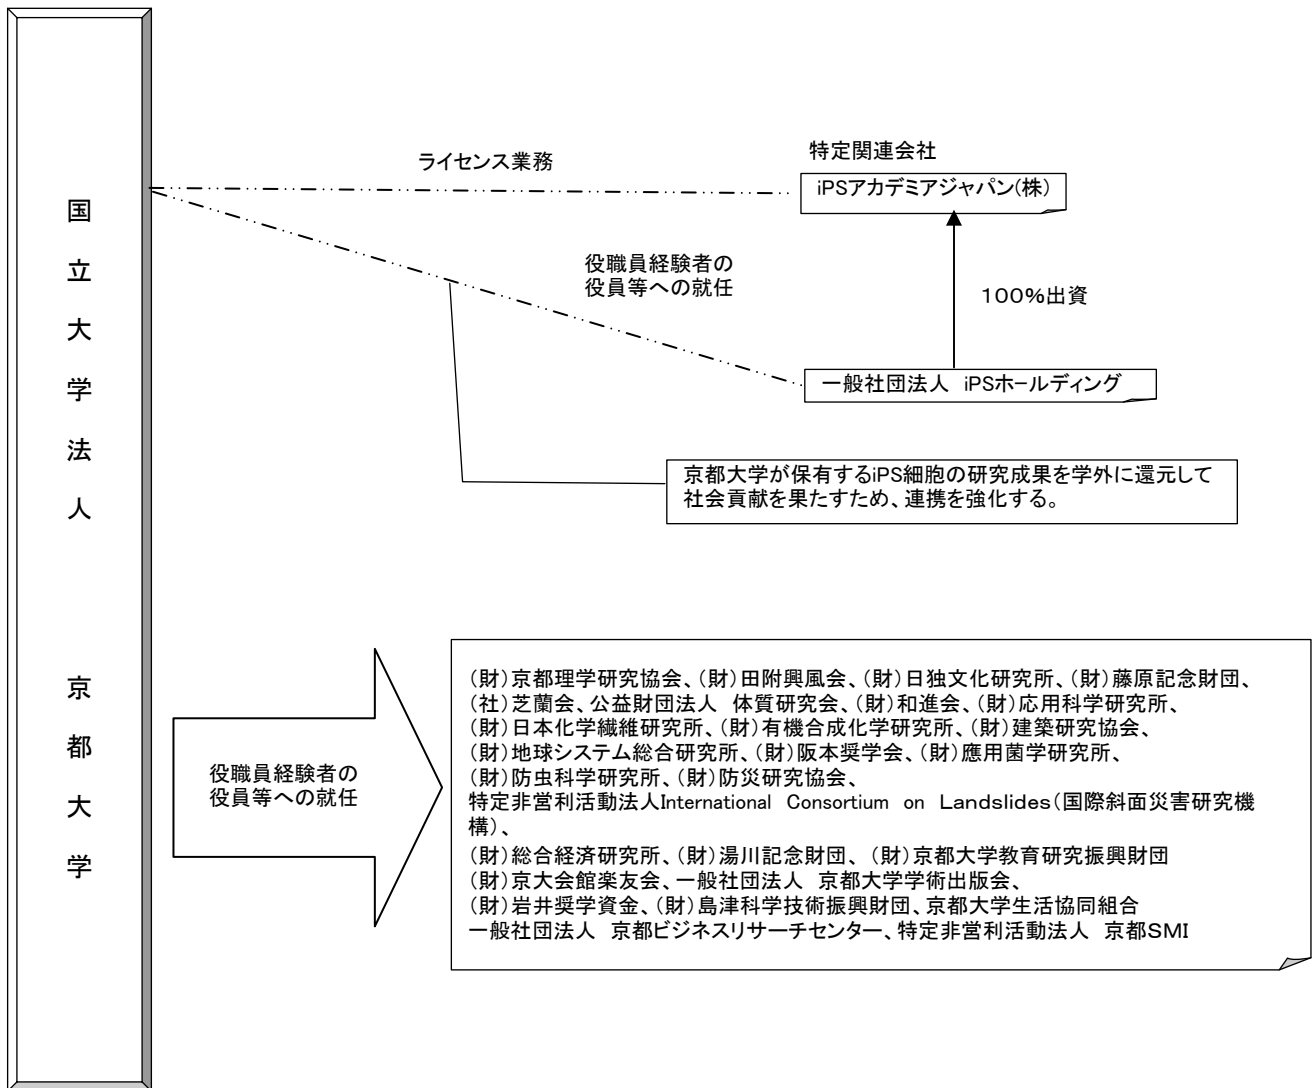 国立大学法人 京都大学
ライセンス業務
特定関連会社
iPSアカデミアジャパン(株)
役職員経験者の
役員等への就任
100%出資
一般社団法人 iPSホールディング
京都大学が保有するiPS細胞の研究成果を学外に還元して
社会貢献を果たすため、連携を強化する。
役職員経験者の
役員等への就任
(財)京都理学研究協会、(財)田附興風会、(財)日独文化研究所、(財)藤原記念財団、
(社)芝蘭会、公益財団法人 体質研究会、(財)和進会、(財)応用科学研究所、
(財)日本化学繊維研究所、(財)有機合成化学研究所、(財)建築研究協会、
(財)地球システム総合研究所、(財)阪本奨学会、(財)應用菌学研究所、
(財)防虫科学研究所、(財)防災研究協会、
特定非営利活動法人International Consortium on Landslides(国際斜面災害研究機
構)、
(財)総合経済研究所、(財)湯川記念財団、 (財)京都大学教育研究振興財団
(財)京大会館楽友会、一般社団法人 京都大学学術出版会、
(財)岩井奨学資金、(財)島津科学技術振興財団、京都大学生活協同組合
一般社団法人 京都ビジネスリサーチセンター、特定非営利活動法人 京都SMI